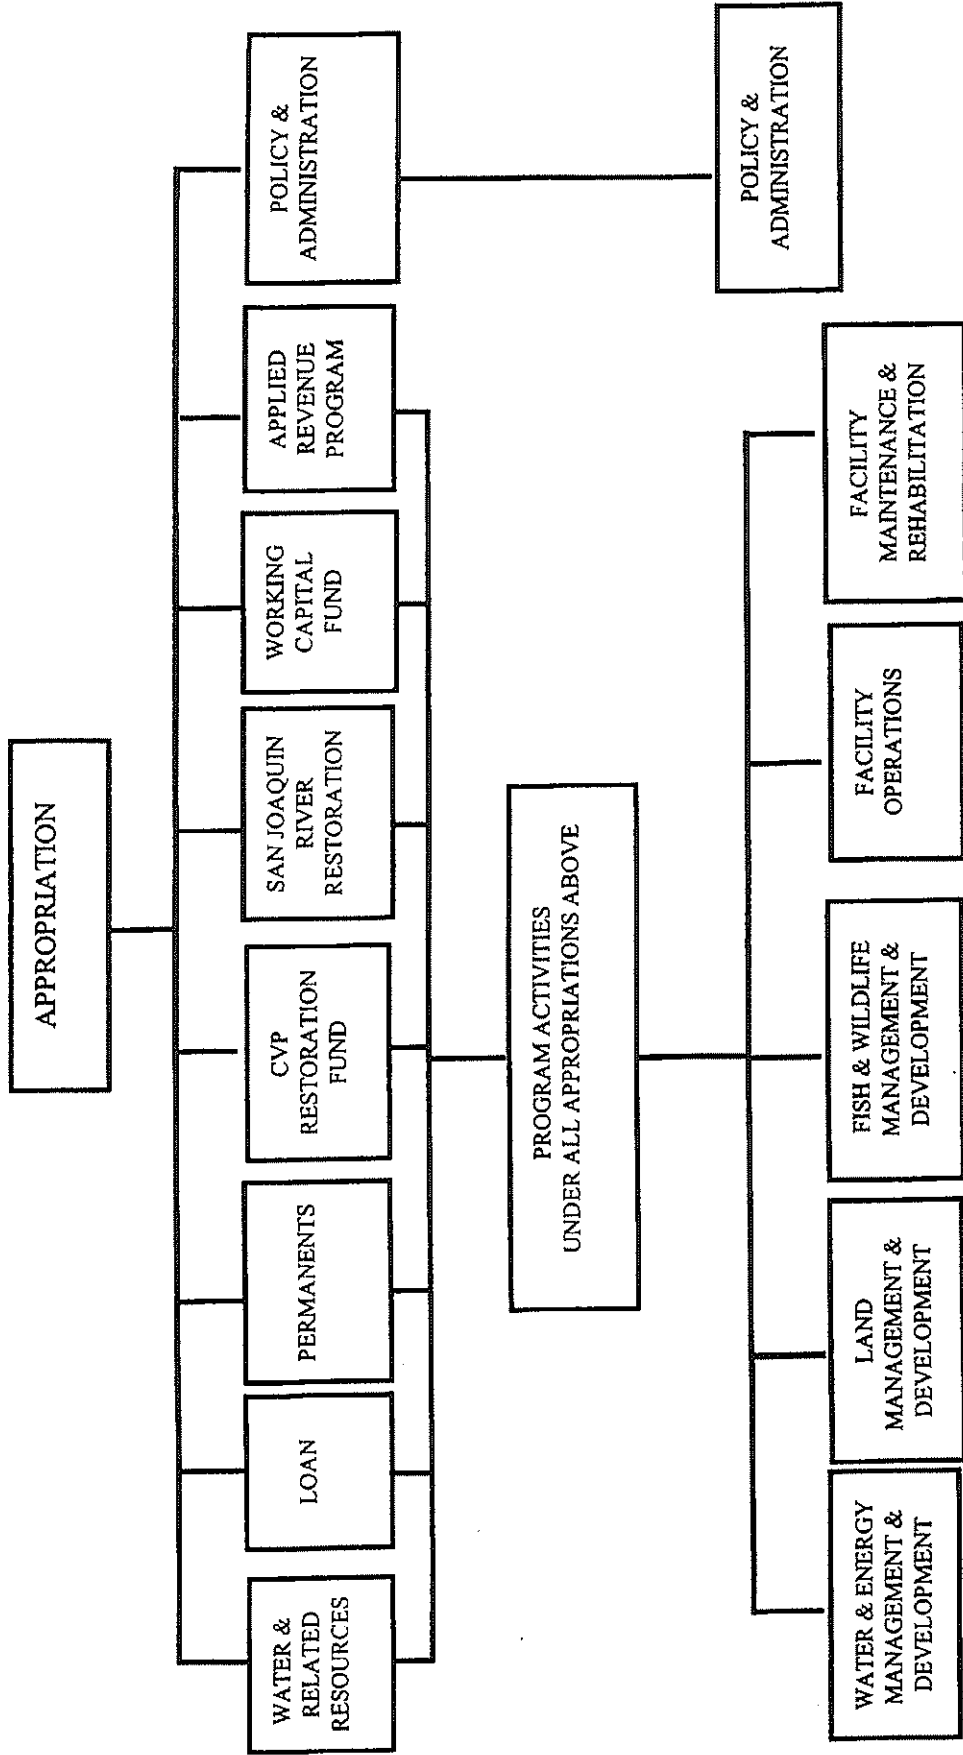 APPROPRIATION
WATER &
RELATED
RESOURCES
LOAN
PERMANENTS
CVP
RESTORATION
FUND
SAN JOAQUIN
RIVER
RESTORATION
WORKING
CAPITAL
FUND
APPLIED
REVENUE
PROGRAM
POLICY &
ADMINISTRATION
PROGRAM ACTIVITIES
UNDER ALL APPROPRIATIONS ABOVE
POLICY &
ADMINISTRATION
WATER & ENERGY
MANAGEMENT &
DEVELOPMENT
LAND
MANAGEMENT &
DEVELOPMENT
FISH & WILDLIFE
MANAGEMENT &
DEVELOPMENT
FACILITY
OPERATIONS
FACILITY
MAINTENANCE &
REHABILITATION